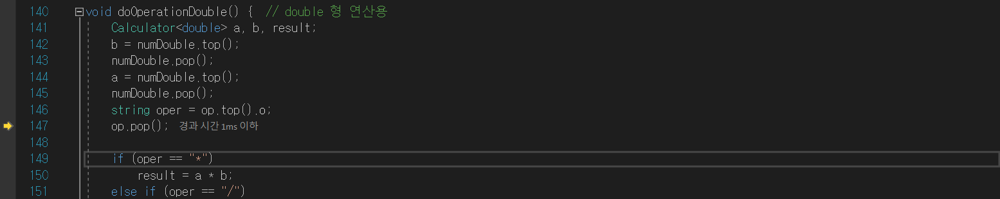 140 void doOperationDouble() { // double 형 연산용
141 Calculator<double> a, b, result;
142 b = numDouble.top();
143 numDouble.pop();
144 a = numDouble.top();
145 numDouble.pop();
146 string oper = op.top().o;
147 op.pop(); 경과 시간 1ms 이하
148
149 if (oper == "*")
150 result = a * b;
151 else if (oper == "/")